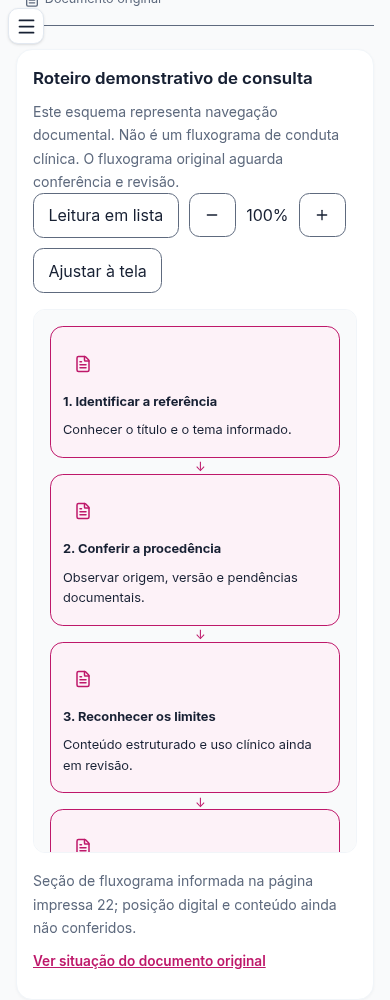 Documento original
Roteiro demonstrativo de consulta
Este esquema representa navegação
documental. Não é um fluxograma de conduta
clínica. O fluxograma original aguarda
conferência e revisão.
Leitura em lista − 100% +
Ajustar à tela
1. Identificar a referência
Conhecer o título e o tema informado.
↓
2. Conferir a procedência
Observar origem, versão e pendências
documentais.
↓
3. Reconhecer os limites
Conteúdo estruturado e uso clínico ainda
em revisão.
↓
Seção de fluxograma informada na página
impressa 22; posição digital e conteúdo ainda
não conferidos.
Ver situação do documento original